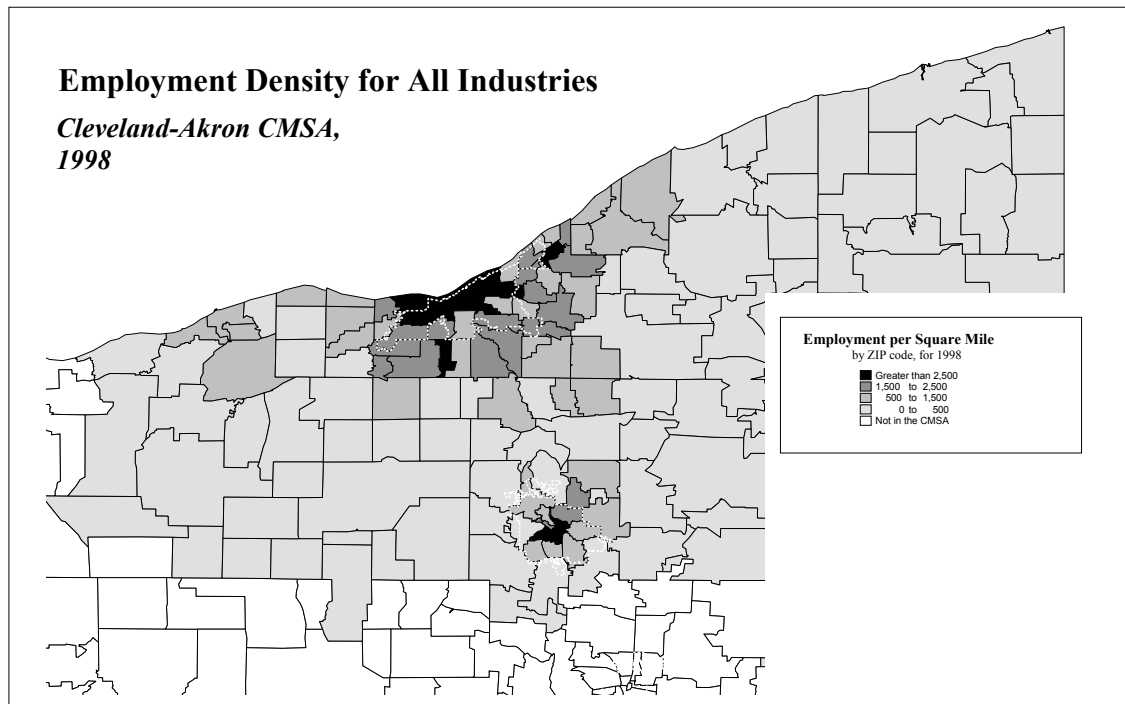 Employment Density for All Industries
Cleveland-Akron CMSA,
1998
Employment per Square Mile
by ZIP code, for 1998
Greater than 2,500
1,500 to 2,500
500 to 1,500
0 to 500
Not in the CMSA